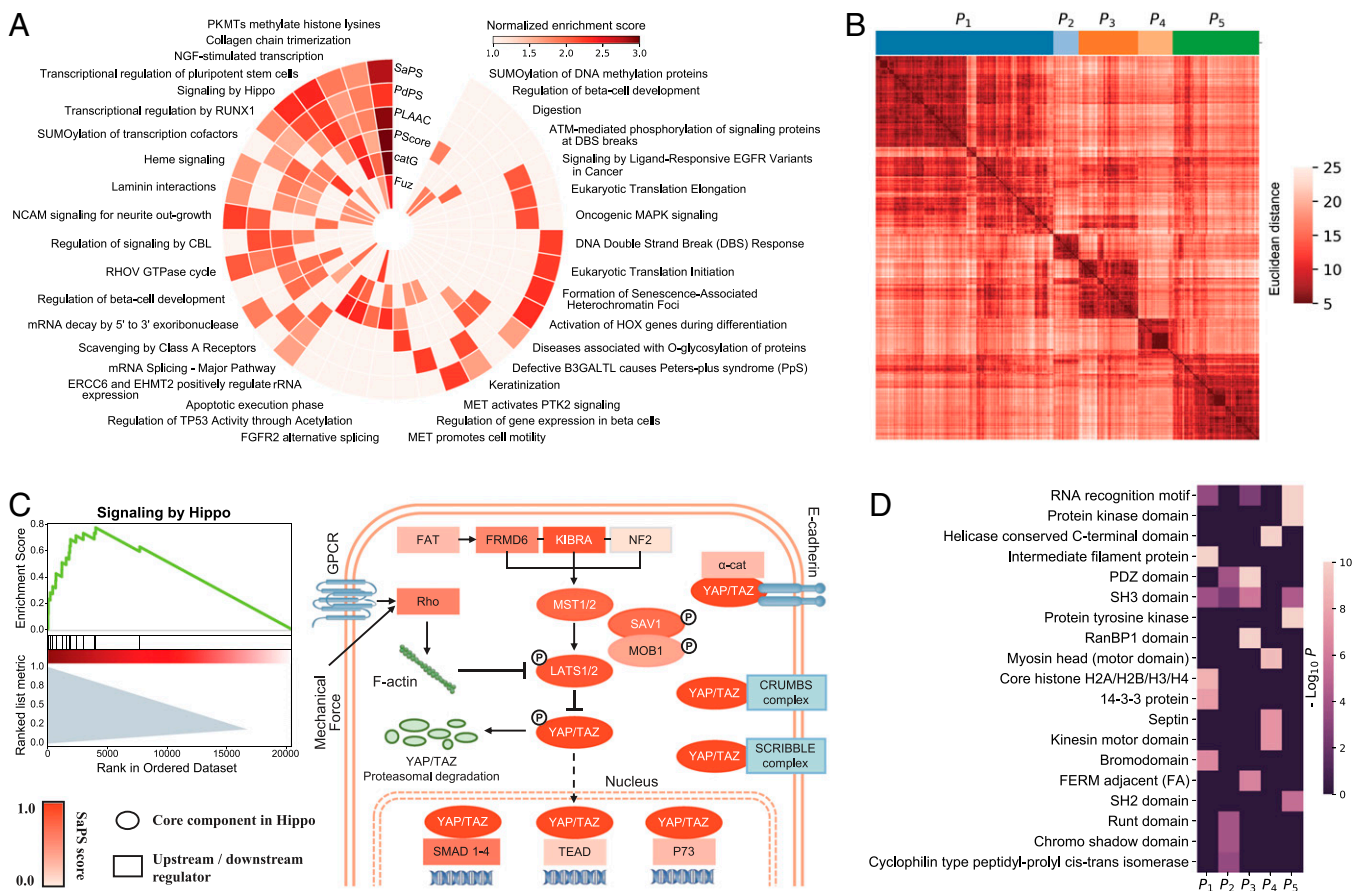 A
PKMTs methylate histone lysines
Collagen chain trimerization
NGF-stimulated transcription
Transcriptional regulation of pluripotent stem cells
Signaling by Hippo
Transcriptional regulation by RUNX1
SUMOylation of transcription cofactors
Heme signaling
Laminin interactions
NCAM signaling for neurite out-growth
Regulation of signaling by CBL
RHOV GTPase cycle
Regulation of beta-cell development
mRNA decay by 5' to 3' exoribonuclease
Scavenging by Class A Receptors
mRNA Splicing - Major Pathway
ERCC6 and EHMT2 positively regulate rRNA
expression
Apoptotic execution phase
Regulation of TP53 Activity through Acetylation
FGFR2 alternative splicing
Normalized enrichment score
1.0 1.5 2.0 2.5 3.0
SaPS
PdPS
PLAAC
PScore
catG
Fuz
SUMOylation of DNA methylation proteins
Regulation of beta-cell development
Digestion
ATM-mediated phosphorylation of signaling proteins
at DBS breaks
Signaling by Ligand-Responsive EGFR Variants
in Cancer
Eukaryotic Translation Elongation
Oncogenic MAPK signaling
DNA Double Strand Break (DBS) Response
Eukaryotic Translation Initiation
Formation of Senescence-Associated
Heterochromatin Foci
Activation of HOX genes during differentiation
Diseases associated with O-glycosylation of proteins
Defective B3GALTL causes Peters-plus syndrome (PpS)
Keratinization
MET activates PTK2 signaling
Regulation of gene expression in beta cells
MET promotes cell motility
B
P1 P2 P3 P4 P5
25
20
15
10
5
Euclidean distance
C
Signaling by Hippo
Enrichment Score
0.8
0.6
0.4
0.2
0.0
Ranked list metric
1.0
0.8
0.5
0.2
0.0
0 5000 10000 15000 20000
Rank in Ordered Dataset
1.0
0.0
SaPS score
Core component in Hippo
Upstream / downstream
regulator
GPCR
E-cadherin
Mechanical
Force
FAT
FRMD6
KIBRA
NF2
Rho
F-actin
MST1/2
SAV1
P
MOB1
P
P
LATS1/2
P
YAP/TAZ
YAP/TAZ
Proteasomal degradation
α-cat
YAP/TAZ
YAP/TAZ
CRUMBS
complex
YAP/TAZ
SCRIBBLE
complex
Nucleus
YAP/TAZ
SMAD 1-4
YAP/TAZ
TEAD
YAP/TAZ
P73
D
RNA recognition motif
Protein kinase domain
Helicase conserved C-terminal domain
Intermediate filament protein
PDZ domain
SH3 domain
Protein tyrosine kinase
RanBP1 domain
Myosin head (motor domain)
Core histone H2A/H2B/H3/H4
14-3-3 protein
Septin
Kinesin motor domain
Bromodomain
FERM adjacent (FA)
SH2 domain
Runt domain
Chromo shadow domain
Cyclophilin type peptidyl-prolyl cis-trans isomerase
P1 P2 P3 P4 P5
10
8
6
4
2
0
- Log10 P